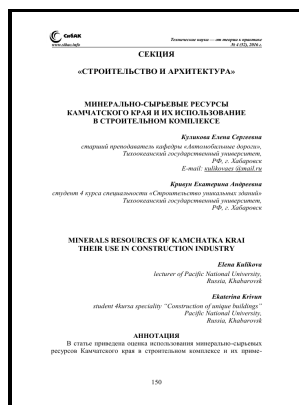 СибАК
www.sibac.info
Технические науки — от теории к практике
№ 4 (52), 2016 г.
СЕКЦИЯ
«СТРОИТЕЛЬСТВО И АРХИТЕКТУРА»
МИНЕРАЛЬНО-СЫРЬЕВЫЕ РЕСУРСЫ
КАМЧАТСКОГО КРАЯ И ИХ ИСПОЛЬЗОВАНИЕ
В СТРОИТЕЛЬНОМ КОМПЛЕКСЕ
Куликова Елена Сергеевна
старший преподаватель кафедры «Автомобильные дороги»,
Тихоокеанский государственный университет,
РФ, г. Хабаровск
E-mail: kulikovaes @mail.ru
Кривун Екатерина Андреевна
студент 4 курса специальности «Строительство уникальных зданий»
Тихоокеанский государственный университет,
РФ, г. Хабаровск
MINERALS RESOURCES OF KAMCHATKA KRAI
THEIR USE IN CONSTRUCTION INDUSTRY
Elena Kulikova
lecturer of Pacific National University,
Russia, Khabarovsk
Ekaterina Krivun
student 4kursa speciality "Construction of unique buildings"
Pacific National University,
Russia, Khabarovsk
АННОТАЦИЯ
В статье приведена оценка использования минерально-сырьевых
ресурсов Камчатского края в строительном комплексе и их приме-
150